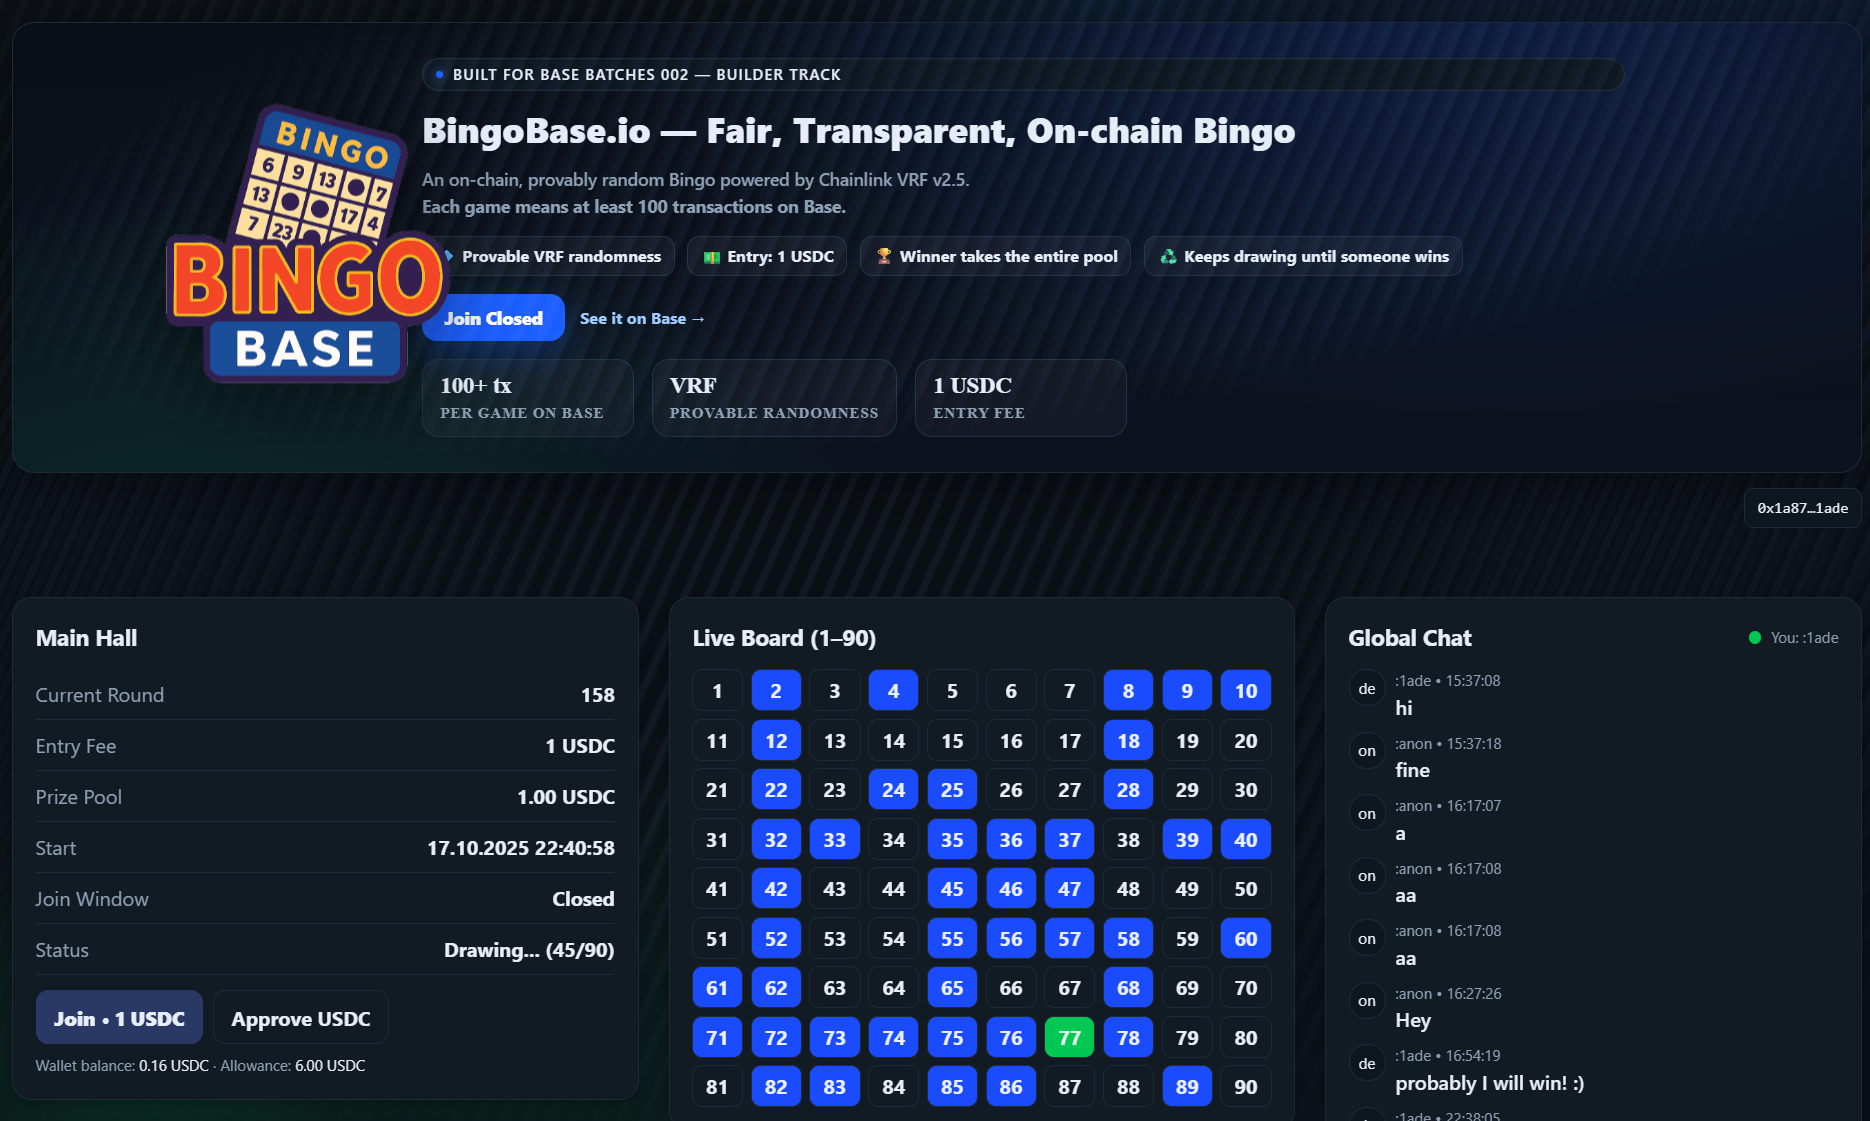 BUILT FOR BASE BATCHES 002 — BUILDER TRACK
BingoBase.io — Fair, Transparent, On-chain Bingo
An on-chain, provably random Bingo powered by Chainlink VRF v2.5.
Each game means at least 100 transactions on Base.
Provable VRF randomness
Entry: 1 USDC
Winner takes the entire pool
Keeps drawing until someone wins
Join Closed
See it on Base →
100+ tx
PER GAME ON BASE
VRF
PROVABLE RANDOMNESS
1 USDC
ENTRY FEE
BINGO
6 9 13 7
13 17 4
7 23
BINGO
BASE
0x1a87…1ade
Main Hall
Current Round 158
Entry Fee 1 USDC
Prize Pool 1.00 USDC
Start 17.10.2025 22:40:58
Join Window Closed
Status Drawing... (45/90)
Join • 1 USDC
Approve USDC
Wallet balance: 0.16 USDC · Allowance: 6.00 USDC
Live Board (1–90)
1 2 3 4 5 6 7 8 9 10
11 12 13 14 15 16 17 18 19 20
21 22 23 24 25 26 27 28 29 30
31 32 33 34 35 36 37 38 39 40
41 42 43 44 45 46 47 48 49 50
51 52 53 54 55 56 57 58 59 60
61 62 63 64 65 66 67 68 69 70
71 72 73 74 75 76 77 78 79 80
81 82 83 84 85 86 87 88 89 90
Global Chat
You: :1ade
de
:1ade • 15:37:08
hi
on
:anon • 15:37:18
fine
on
:anon • 16:17:07
a
on
:anon • 16:17:08
aa
on
:anon • 16:17:08
aa
on
:anon • 16:27:26
Hey
de
:1ade • 16:54:19
probably I will win! :)
:1ade • 22:38:05